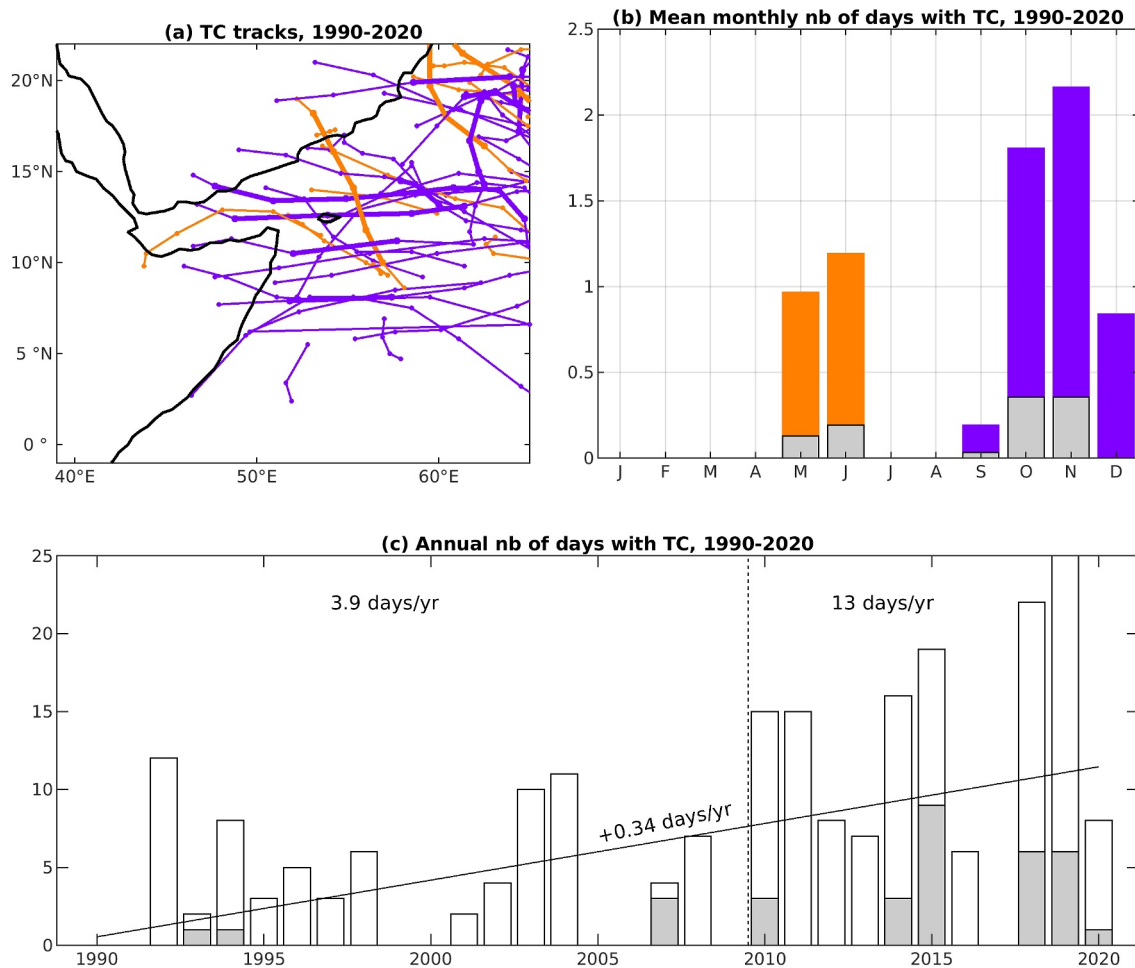 (a) TC tracks, 1990-2020
20°N
15°N
10°N
5 °N
0 °
40°E 50°E 60°E
(b) Mean monthly nb of days with TC, 1990-2020
2.5
2
1.5
1
0.5
0
J F M A M J J A S O N D
(c) Annual nb of days with TC, 1990-2020
25
20
15
10
5
0
3.9 days/yr 13 days/yr
+0.34 days/yr
1990 1995 2000 2005 2010 2015 2020